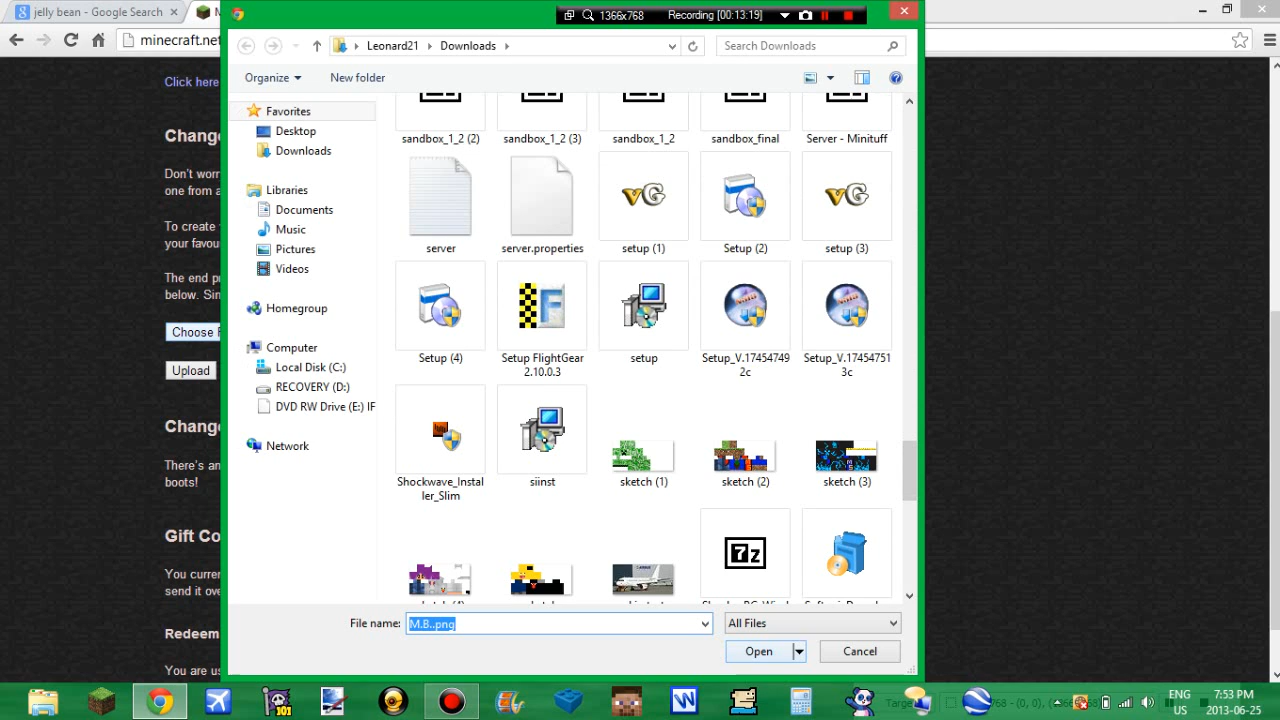 jelly bean - Google Search
1366x768
Recording [00:13:19]
minecraft.net
Leonard21
Downloads
Search Downloads
Organize
New folder
Click here
Favorites
Desktop
Downloads
Libraries
Documents
Music
Pictures
Videos
Homegroup
Computer
Local Disk (C:)
RECOVERY (D:)
DVD RW Drive (E:) IF
Network
sandbox_1_2 (2)
sandbox_1_2 (3)
sandbox_1_2
sandbox_final
Server - Minituff
server
server.properties
setup (1)
Setup (2)
setup (3)
Setup (4)
Setup FlightGear
2.10.0.3
setup
Setup_V.17454749
2c
Setup_V.17454751
3c
Shockwave_Instal
ler_Slim
siinst
sketch (1)
sketch (2)
sketch (3)
7z
Change
Don't worr
one from a
To create
your favou
The end p
below. Sin
Choose F
Upload
Change
There's an
boots!
Gift Co
You curre
send it ove
Redeem
You are us
File name:
M.B..png
All Files
Open
Cancel
101
W
ENG
US
7:53 PM
2013-06-25